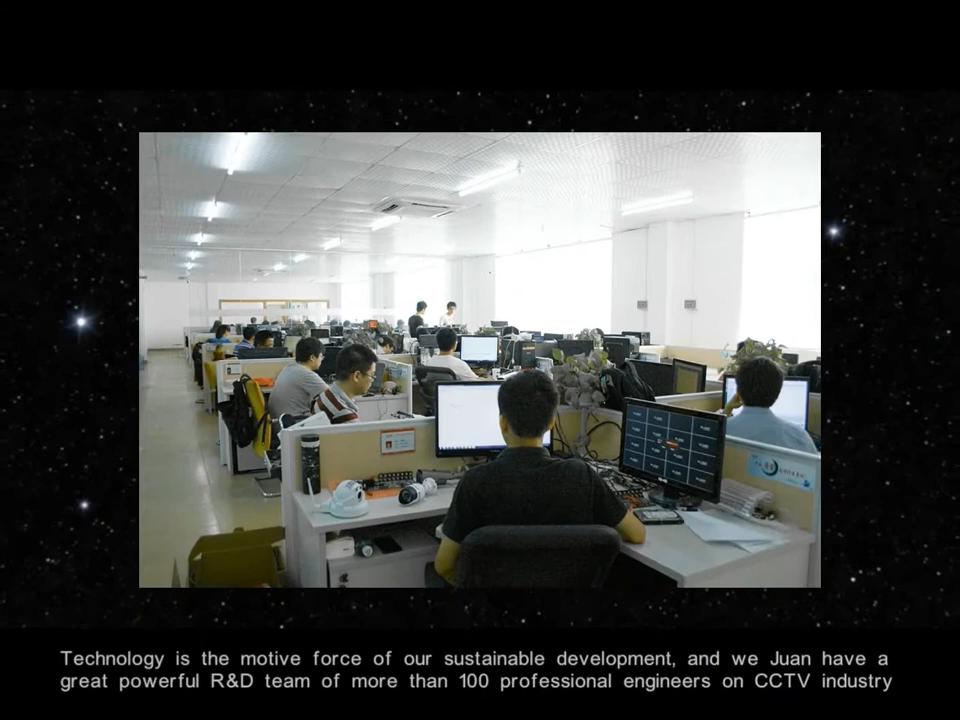 Technology is the motive force of our sustainable development, and we Juan have a
great powerful R&D team of more than 100 professional engineers on CCTV industry